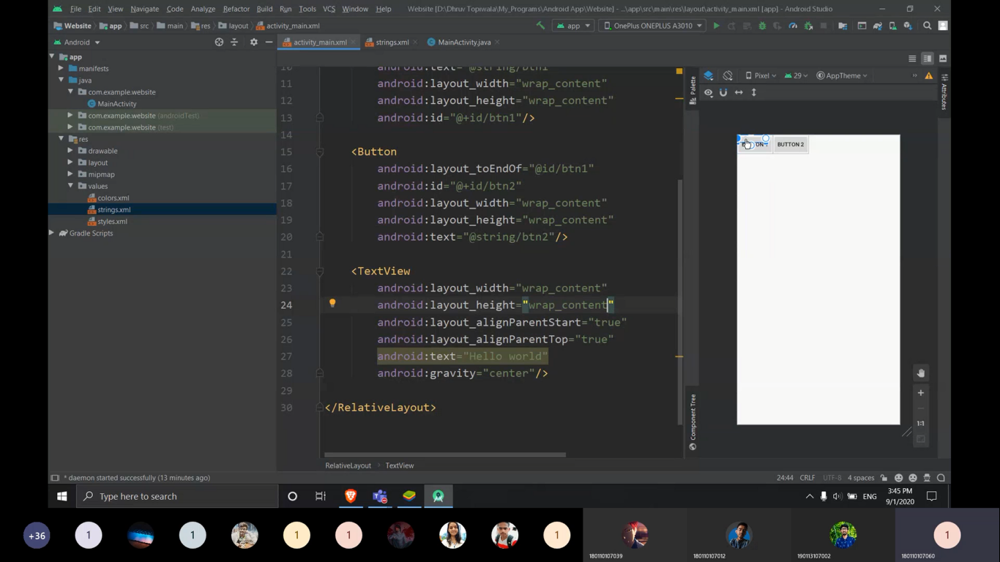 File Edit View Navigate Code Analyze Refactor Build Run Tools VCS Window Help Website [D:\Dhruv Topiwala\My_Programs\Android App\Website] - ...\app\src\main\res\layout\activity_main.xml [app] - Android Studio
Website app src main res layout activity_main.xml app OnePlus ONEPLUS A3010
Android activity_main.xml strings.xml MainActivity.java
app
manifests
java
com.example.website
MainActivity
com.example.website (androidTest)
com.example.website (test)
res
drawable
layout
mipmap
values
colors.xml
strings.xml
styles.xml
Gradle Scripts
10 android:text="@string/btn1"
11 android:layout_width="wrap_content"
12 android:layout_height="wrap_content"
13 android:id="@+id/btn1"/>
14
15 <Button
16 android:layout_toEndOf="@id/btn1"
17 android:id="@+id/btn2"
18 android:layout_width="wrap_content"
19 android:layout_height="wrap_content"
20 android:text="@string/btn2"/>
21
22 <TextView
23 android:layout_width="wrap_content"
24 android:layout_height="wrap_content"
25 android:layout_alignParentStart="true"
26 android:layout_alignParentTop="true"
27 android:text="Hello world"
28 android:gravity="center"/>
29
30 </RelativeLayout>
RelativeLayout TextView
Palette
Component Tree
Pixel 29 AppTheme
Attributes
BUTTON 2
1:1
* daemon started successfully (13 minutes ago)
24:44 CRLF UTF-8 4 spaces
Type here to search
ENG
3:45 PM
9/1/2020
+36 1 1 1 1 1 1
180110107039 180110107012 190113107002 180110107060